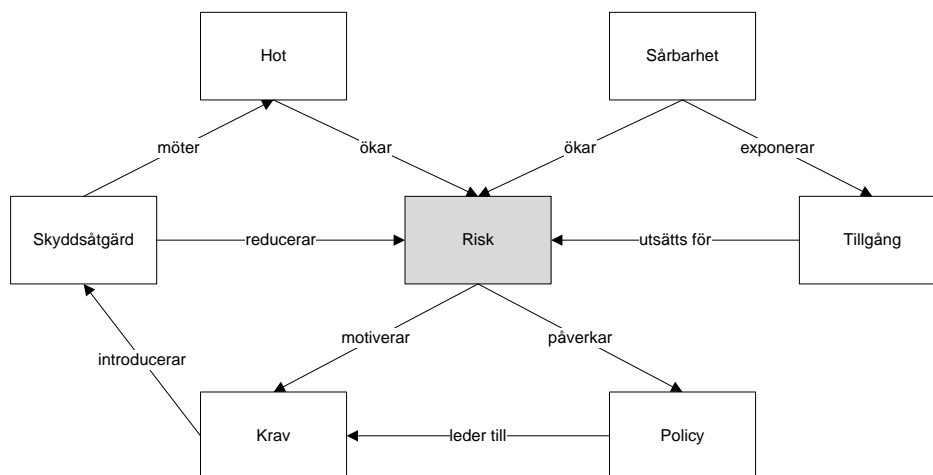 Hot
Sårbarhet
möter
ökar
ökar
exponerar
Skyddsåtgärd
reducerar
Risk
utsätts för
Tillgång
motiverar
påverkar
introducerar
Krav
leder till
Policy